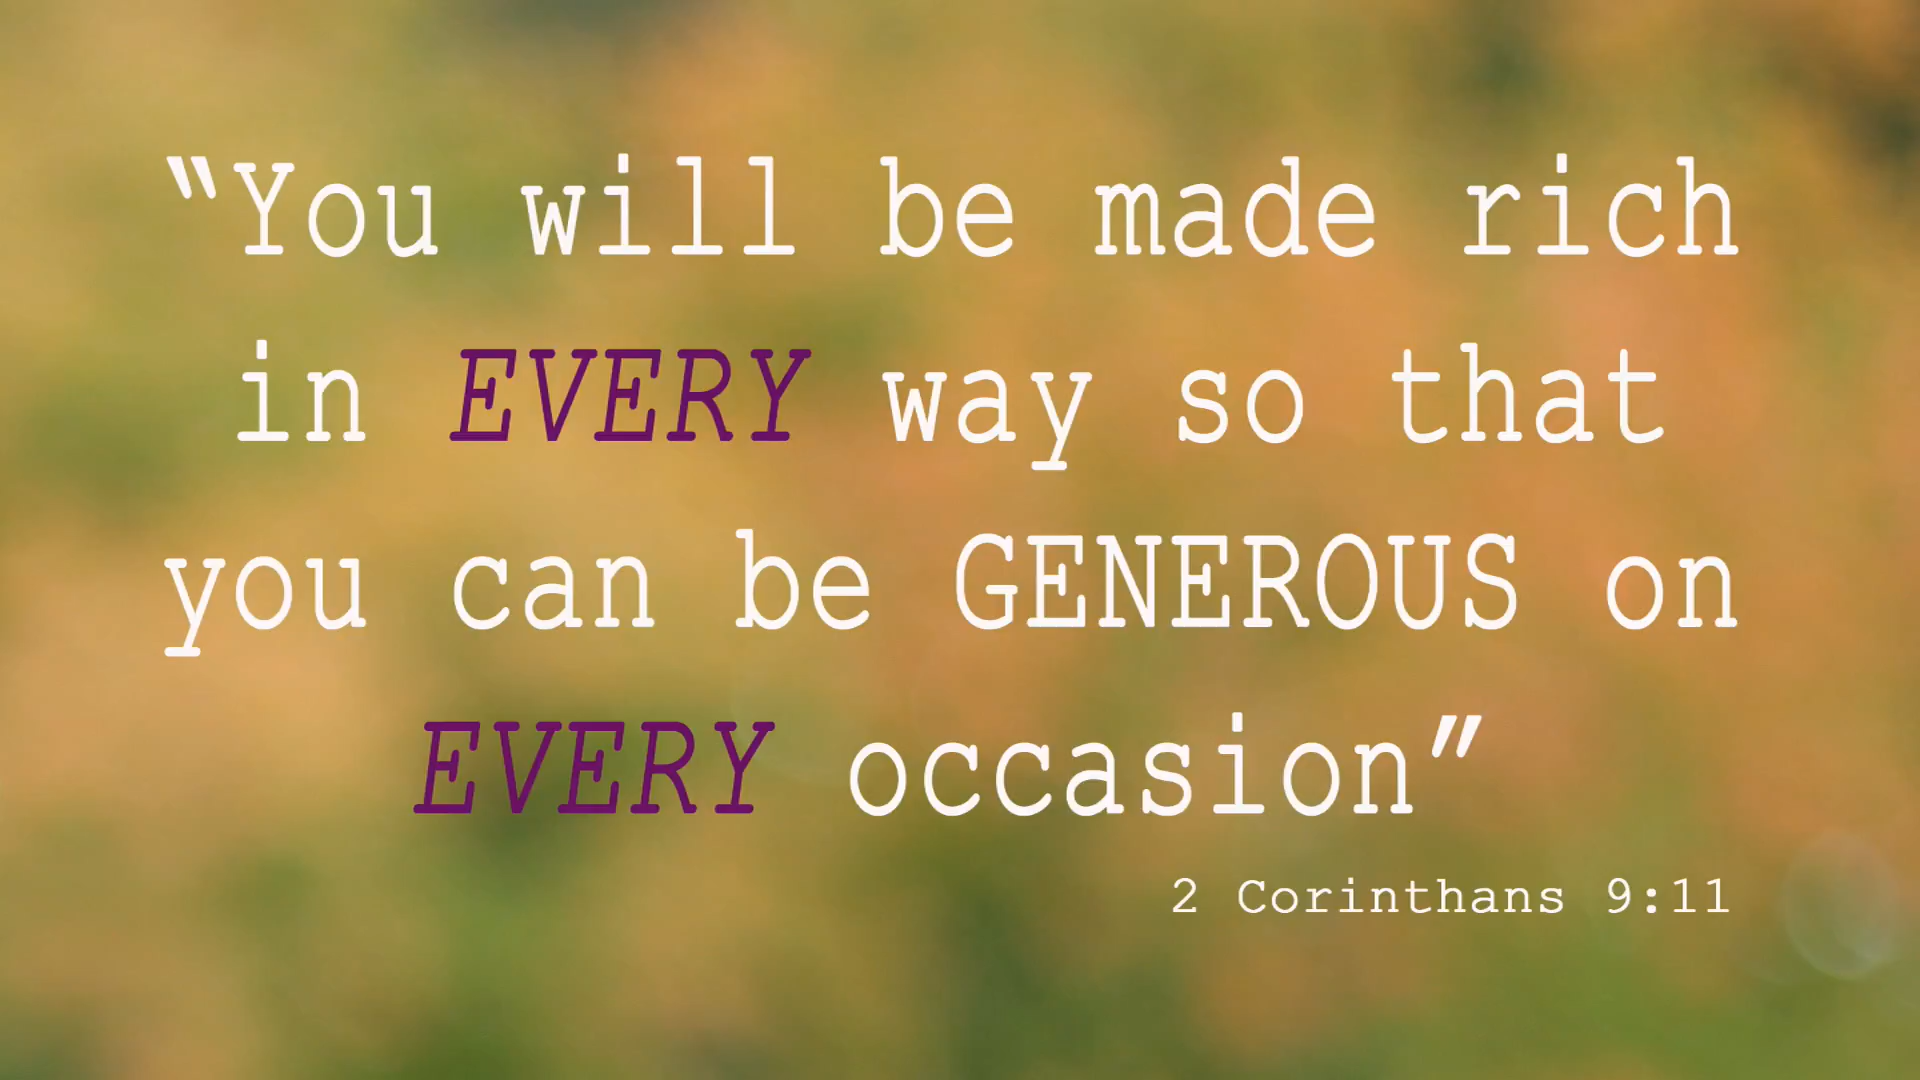 “You will be made rich
in EVERY way so that
you can be GENEROUS on
EVERY occasion”
2 Corinthans 9:11